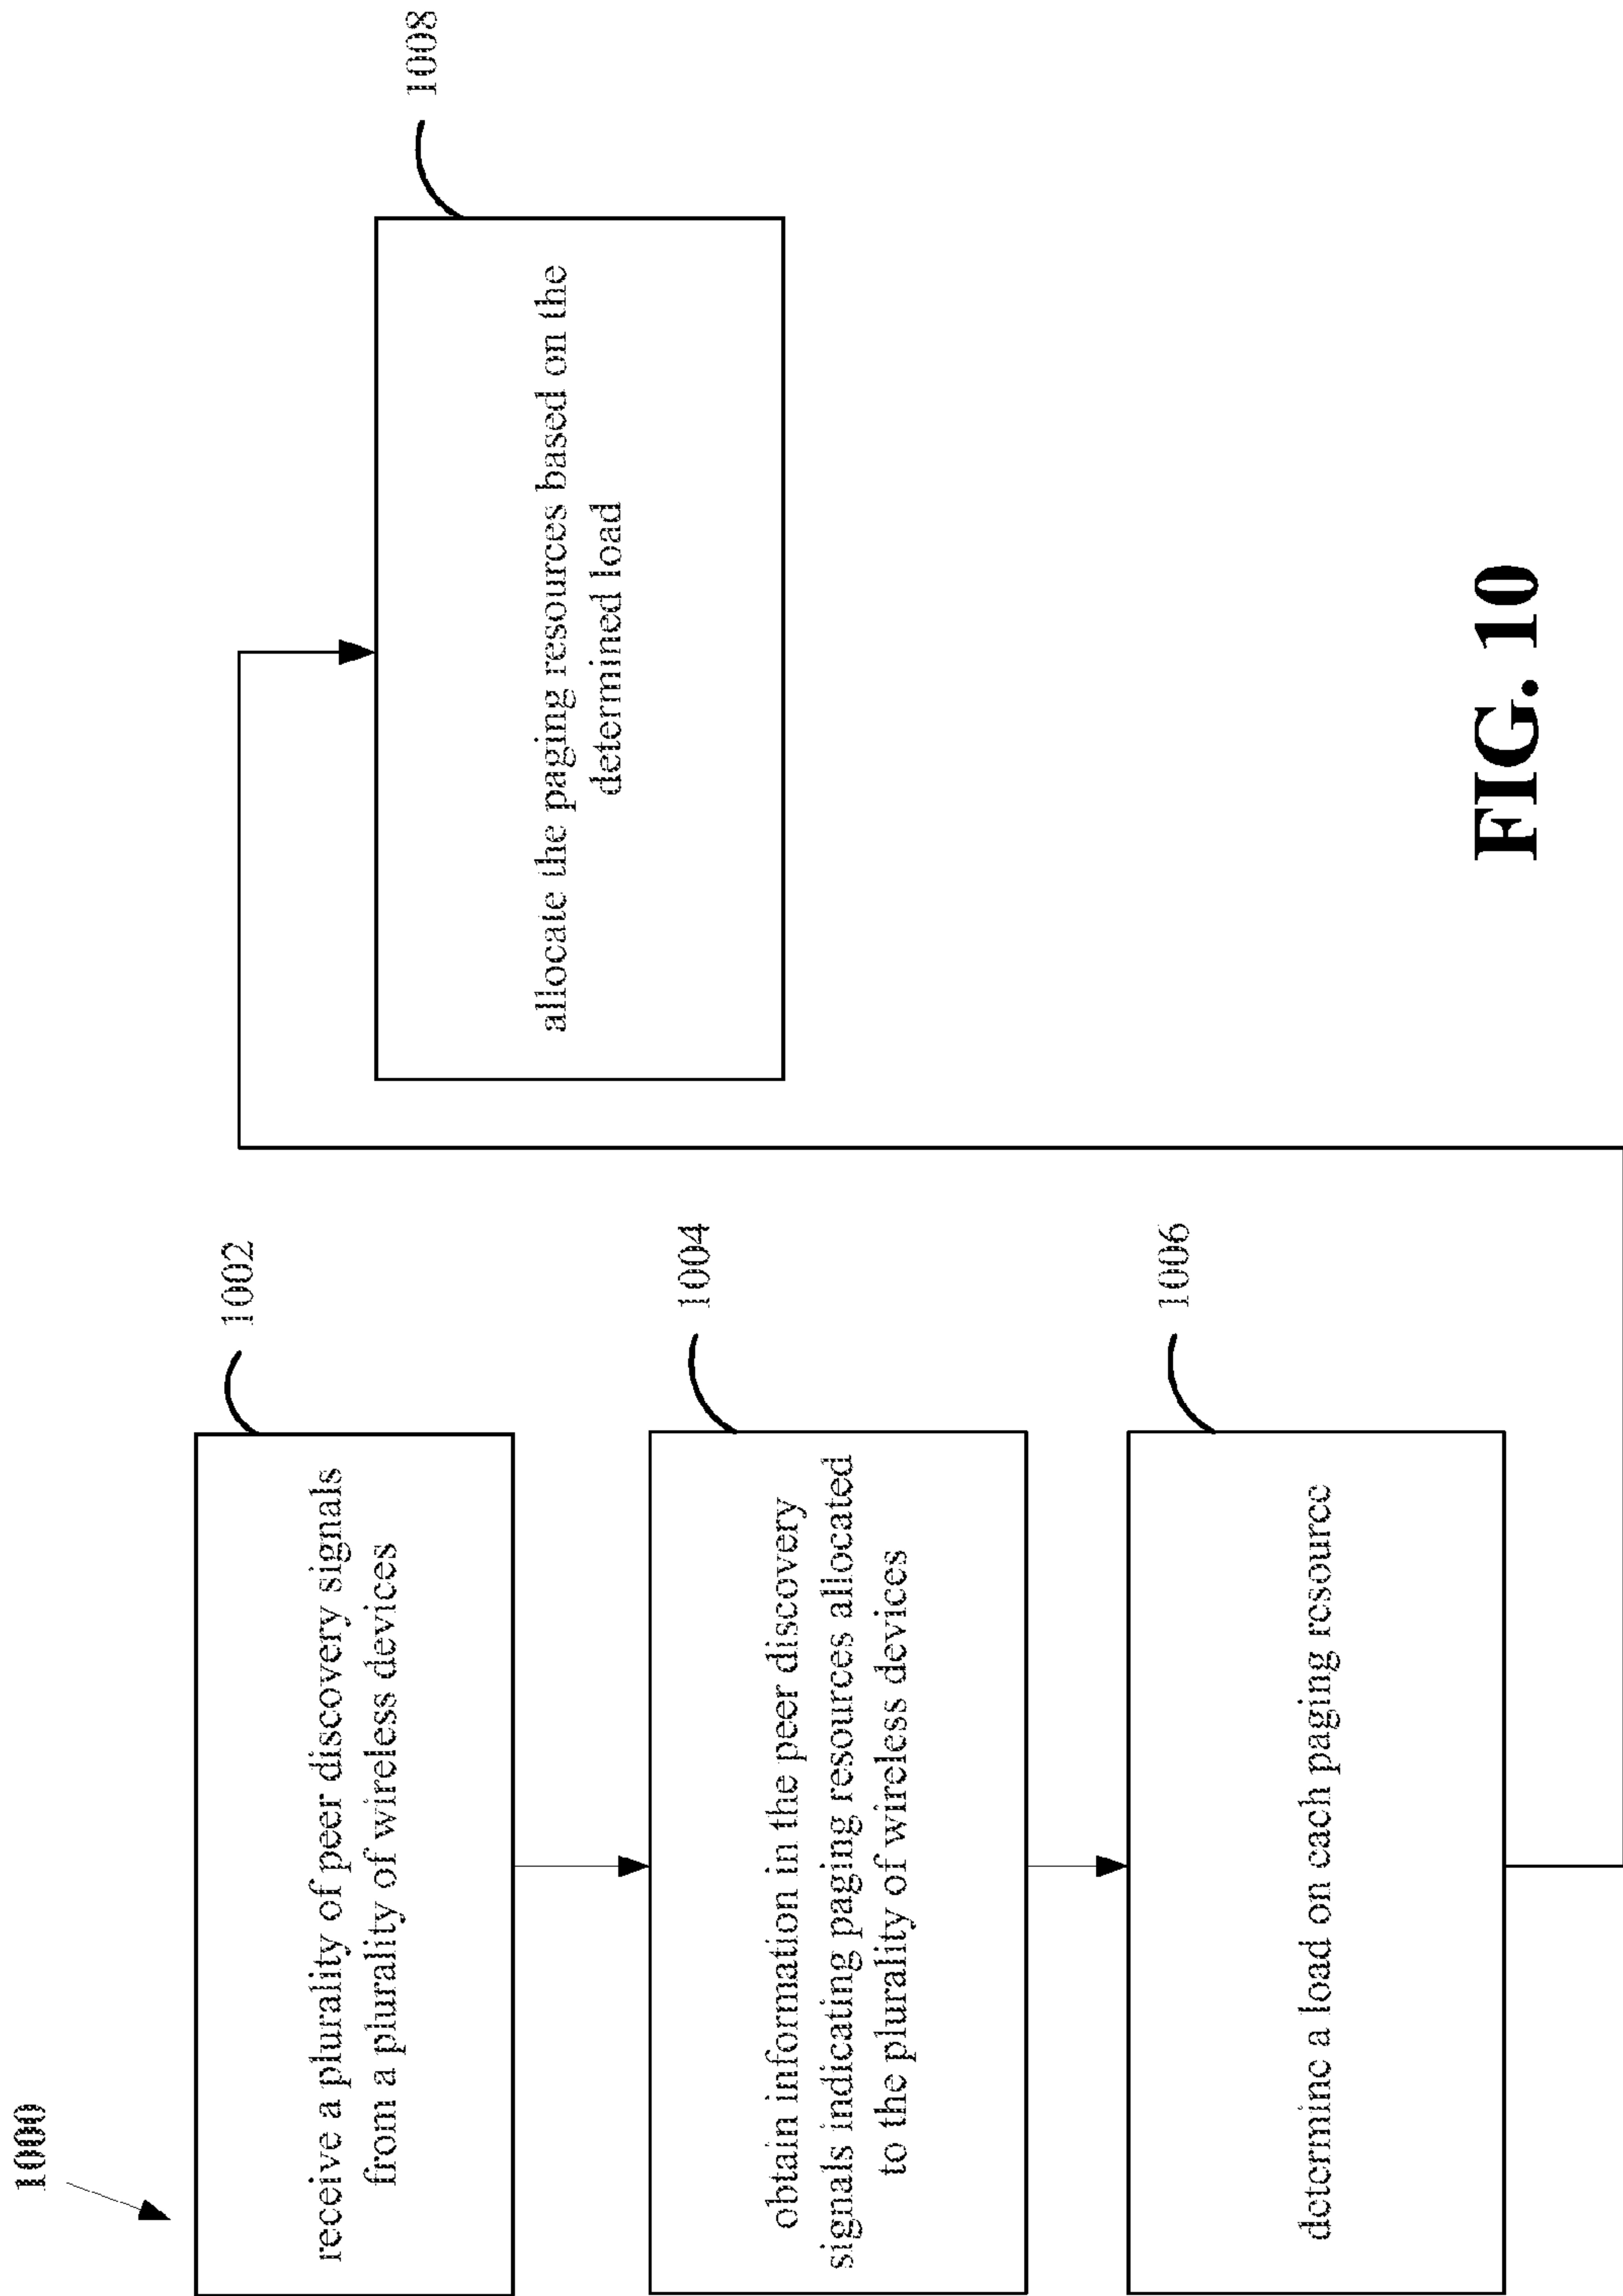 1000
1002
receive a plurality of peer discovery signals
from a plurality of wireless devices
1004
obtain information in the peer discovery
signals indicating paging resources allocated
to the plurality of wireless devices
1006
determine a load on each paging resource
1008
allocate the paging resources based on the
determined load
FIG. 10